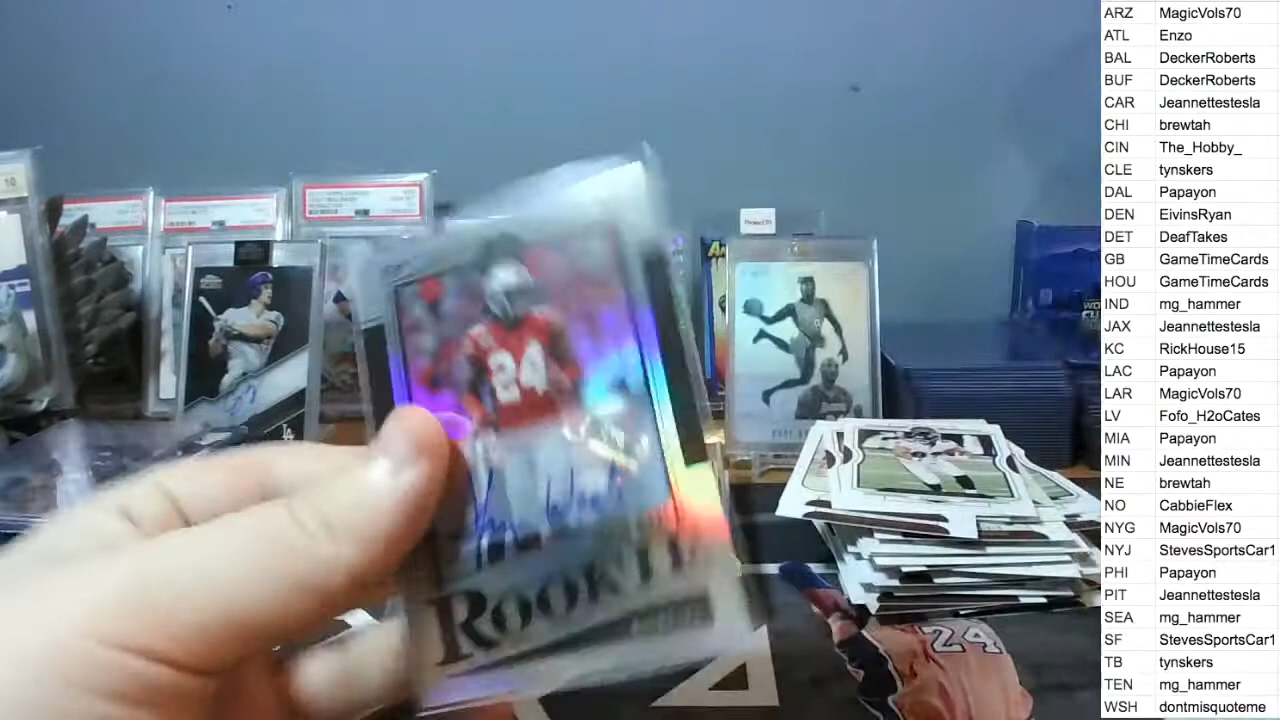 ARZ MagicVols70
ATL Enzo
BAL DeckerRoberts
BUF DeckerRoberts
CAR Jeannettestesla
CHI brewtah
CIN The_Hobby_
CLE tynskers
DAL Papayon
DEN EivinsRyan
DET DeafTakes
GB GameTimeCards
HOU GameTimeCards
IND mg_hammer
JAX Jeannettestesla
KC RickHouse15
LAC Papayon
LAR MagicVols70
LV Fofo_H2oCates
MIA Papayon
MIN Jeannettestesla
NE brewtah
NO CabbieFlex
NYG MagicVols70
NYJ StevesSportsCar1
PHI Papayon
PIT Jeannettestesla
SEA mg_hammer
SF StevesSportsCar1
TB tynskers
TEN mg_hammer
WSH dontmisquoteme
10
24
24